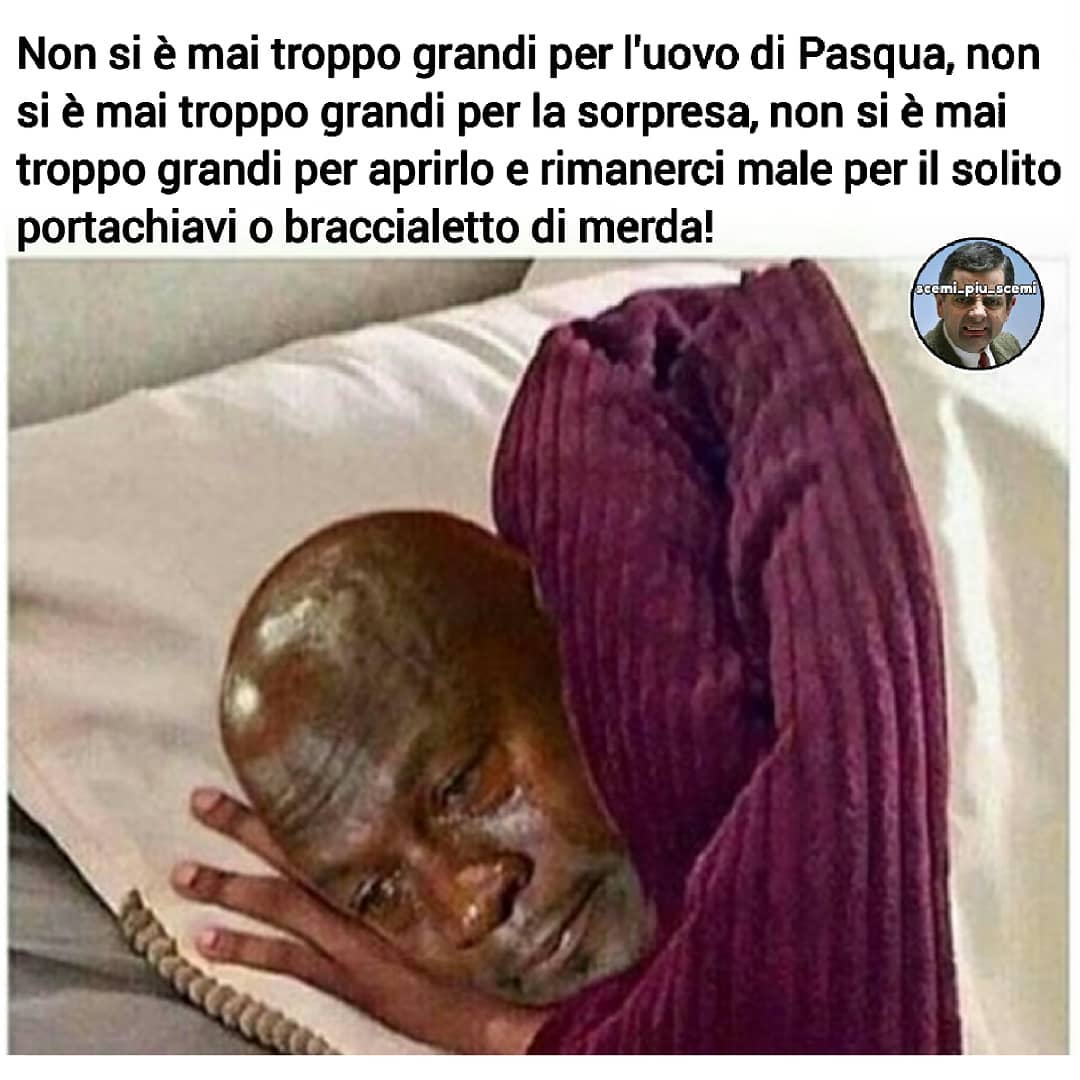 Non si è mai troppo grandi per l'uovo di Pasqua, non
si è mai troppo grandi per la sorpresa, non si è mai
troppo grandi per aprirlo e rimanerci male per il solito
portachiavi o braccialetto di merda!
scemi_piu_scemi